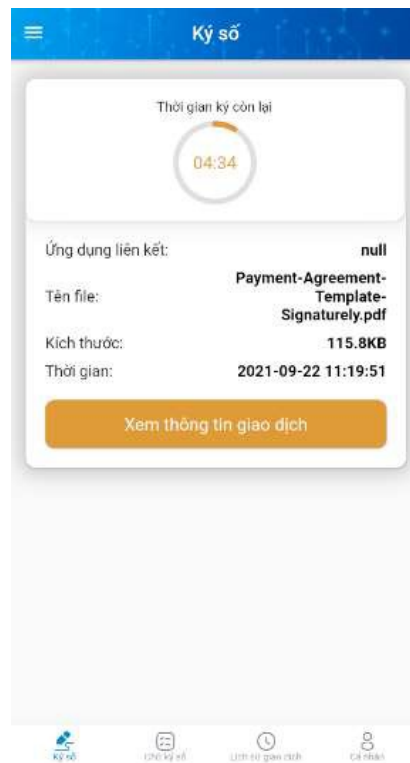 Ký số
Thời gian ký còn lại
04:34
Ứng dụng liên kết: null
Tên file: Payment-Agreement-
Template-
Signaturely.pdf
Kích thước: 115.8KB
Thời gian: 2021-09-22 11:19:51
Xem thông tin giao dịch
Ký số
Chờ ký số
Lịch sử giao dịch
Cá nhân